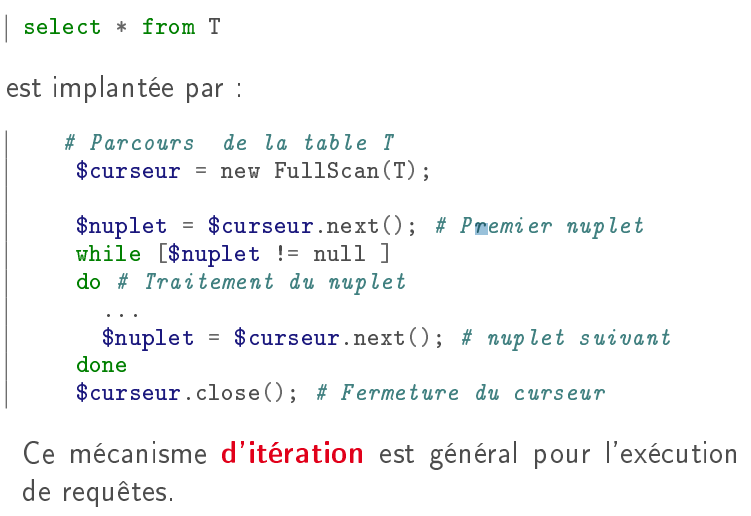 select * from T
est implantée par :
# Parcours de la table T
$curseur = new FullScan(T);
$nuplet = $curseur.next(); # Premier nuplet
while [$nuplet != null ]
do # Traitement du nuplet
...
$nuplet = $curseur.next(); # nuplet suivant
done
$curseur.close(); # Fermeture du curseur
Ce mécanisme d'itération est général pour l'exécution
de requêtes.